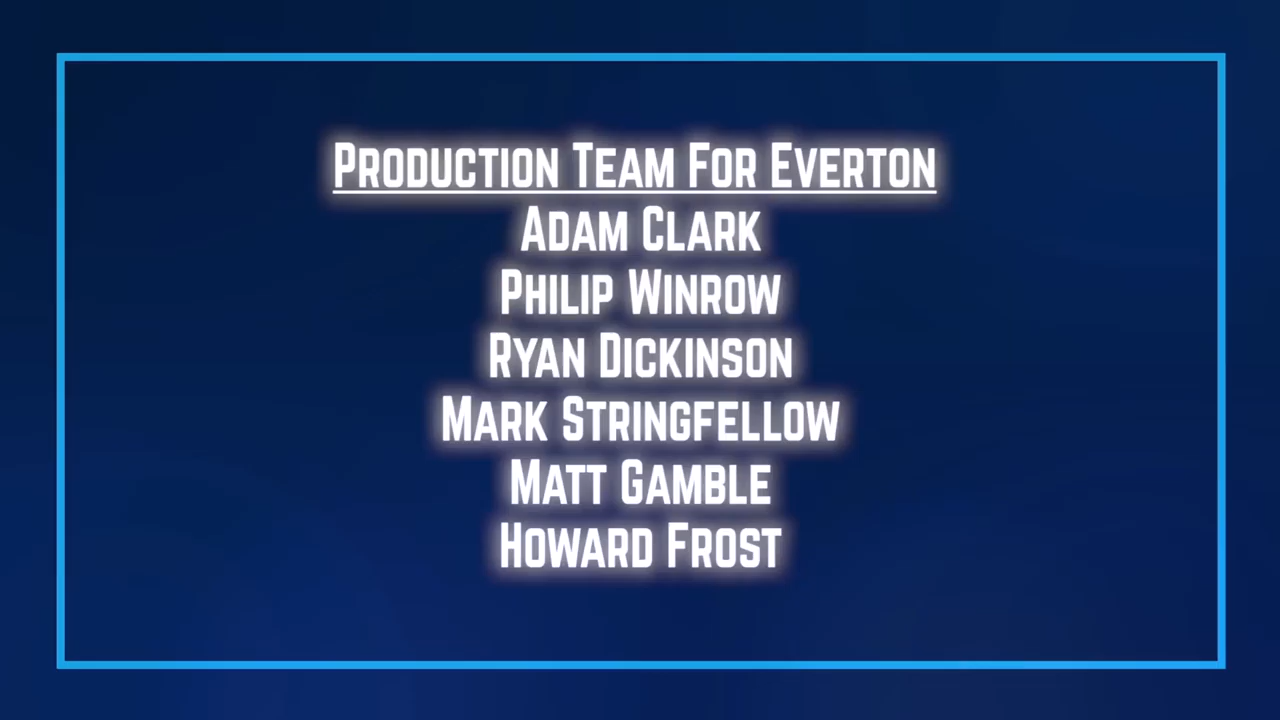 Production Team For Everton
Adam Clark
Philip Winrow
Ryan Dickinson
Mark Stringfellow
Matt Gamble
Howard Frost